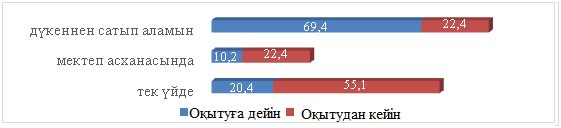 дүкеннен сатып аламын 69,4 22,4
мектеп асханасында 10,2 22,4
тек үйде 20,4 55,1
Оқытуға дейін Оқытудан кейін